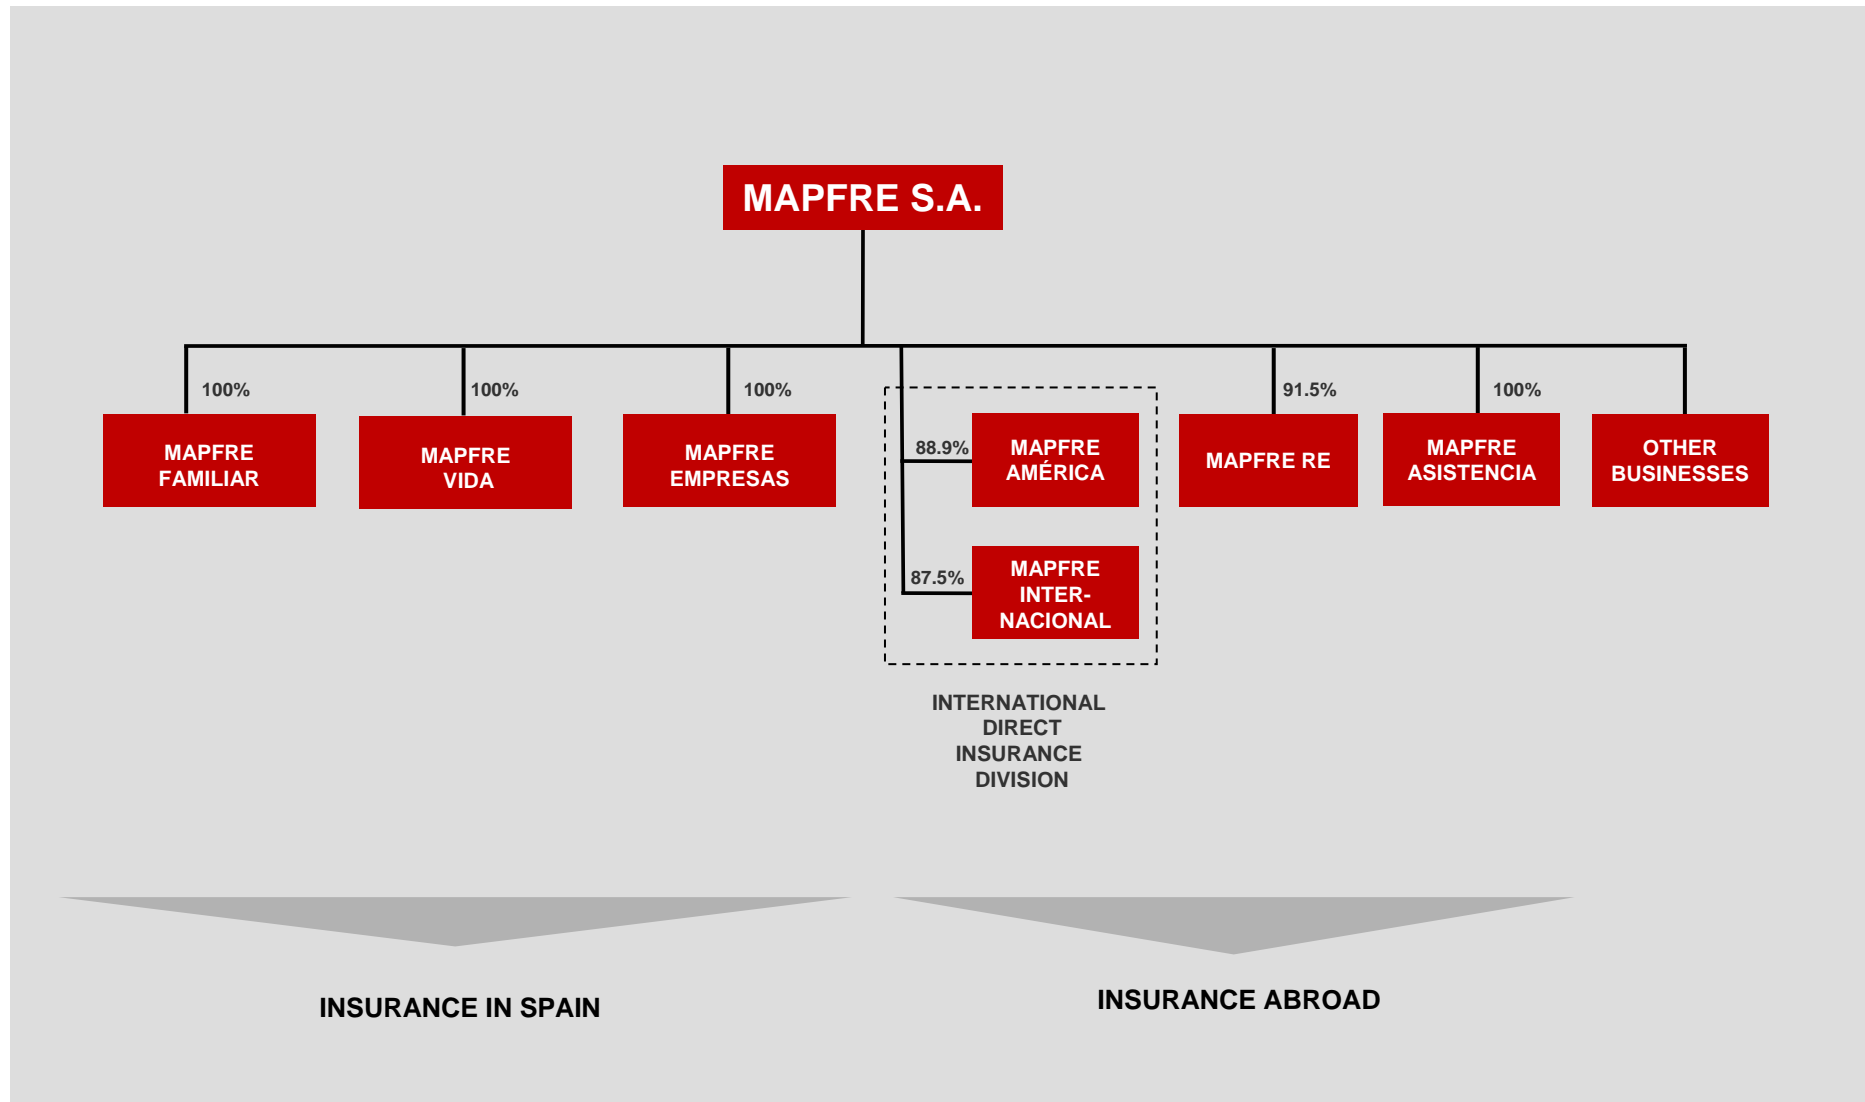 MAPFRE S.A.
100%
100%
100%
91.5%
100%
MAPFRE
FAMILIAR
MAPFRE
VIDA
MAPFRE
EMPRESAS
88.9%
MAPFRE
AMÉRICA
MAPFRE RE
MAPFRE
ASISTENCIA
OTHER
BUSINESSES
87.5%
MAPFRE
INTER-
NACIONAL
INTERNATIONAL
DIRECT
INSURANCE
DIVISION
INSURANCE IN SPAIN
INSURANCE ABROAD